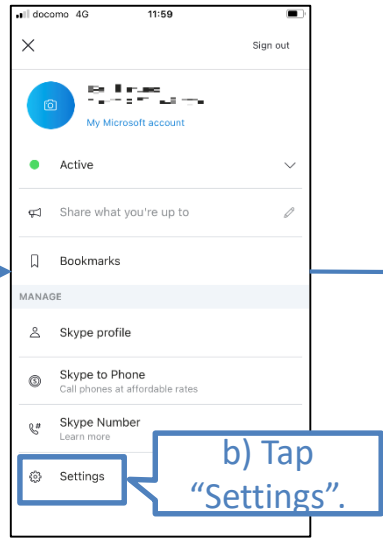 docomo 4G 11:59
Sign out
My Microsoft account
Active
Share what you're up to
Bookmarks
MANAGE
Skype profile
Skype to Phone
Call phones at affordable rates
Skype Number
Learn more
Settings
b) Tap
“Settings”.